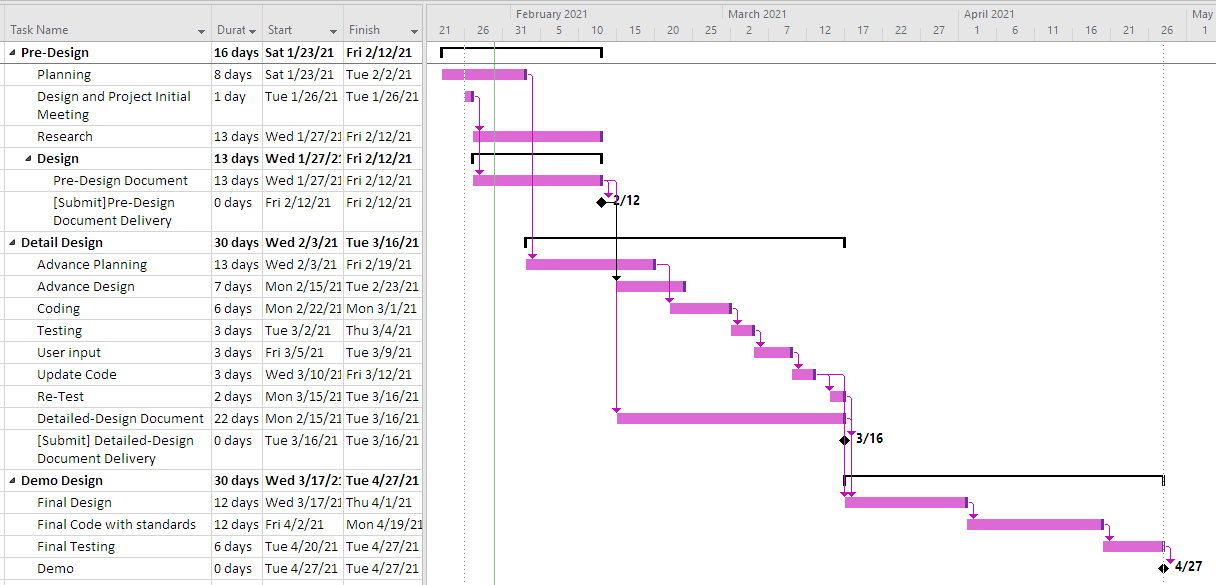 February 2021 March 2021 April 2021 May
Task Name Durat Start Finish 21 26 31 5 10 15 20 25 2 7 12 17 22 27 1 6 11 16 21 26 1
Pre-Design 16 days Sat 1/23/21 Fri 2/12/21
Planning 8 days Sat 1/23/21 Tue 2/2/21
Design and Project Initial 1 day Tue 1/26/21 Tue 1/26/21
Meeting
Research 13 days Wed 1/27/21 Fri 2/12/21
Design 13 days Wed 1/27/21 Fri 2/12/21
Pre-Design Document 13 days Wed 1/27/21 Fri 2/12/21
[Submit]Pre-Design 0 days Fri 2/12/21 Fri 2/12/21 2/12
Document Delivery
Detail Design 30 days Wed 2/3/21 Tue 3/16/21
Advance Planning 13 days Wed 2/3/21 Fri 2/19/21
Advance Design 7 days Mon 2/15/21 Tue 2/23/21
Coding 6 days Mon 2/22/21 Mon 3/1/21
Testing 3 days Tue 3/2/21 Thu 3/4/21
User input 3 days Fri 3/5/21 Tue 3/9/21
Update Code 3 days Wed 3/10/21 Fri 3/12/21
Re-Test 2 days Mon 3/15/21 Tue 3/16/21
Detailed-Design Document 22 days Mon 2/15/21 Tue 3/16/21
[Submit] Detailed-Design 0 days Tue 3/16/21 Tue 3/16/21 3/16
Document Delivery
Demo Design 30 days Wed 3/17/21 Tue 4/27/21
Final Design 12 days Wed 3/17/21 Thu 4/1/21
Final Code with standards 12 days Fri 4/2/21 Mon 4/19/21
Final Testing 6 days Tue 4/20/21 Tue 4/27/21
Demo 0 days Tue 4/27/21 Tue 4/27/21 4/27